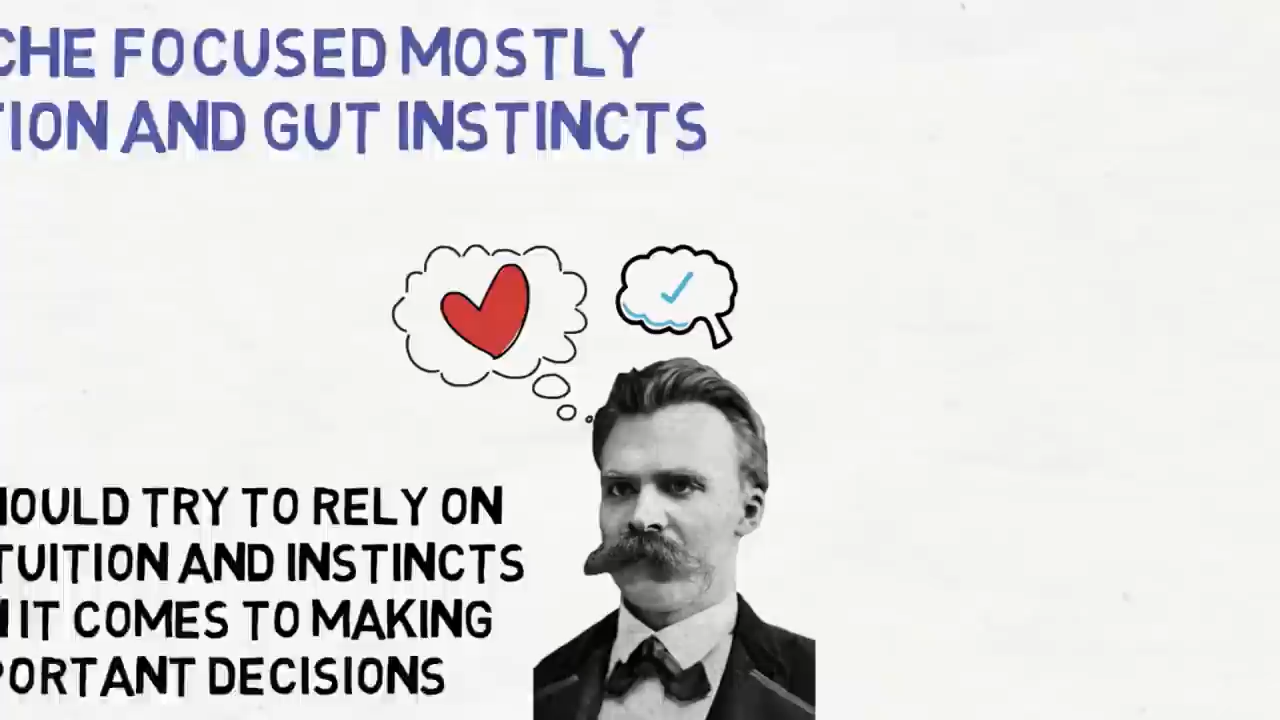 CHE FOCUSED MOSTLY
TION AND GUT INSTINCTS
HOULD TRY TO RELY ON
TUITION AND INSTINCTS
N IT COMES TO MAKING
PORTANT DECISIONS